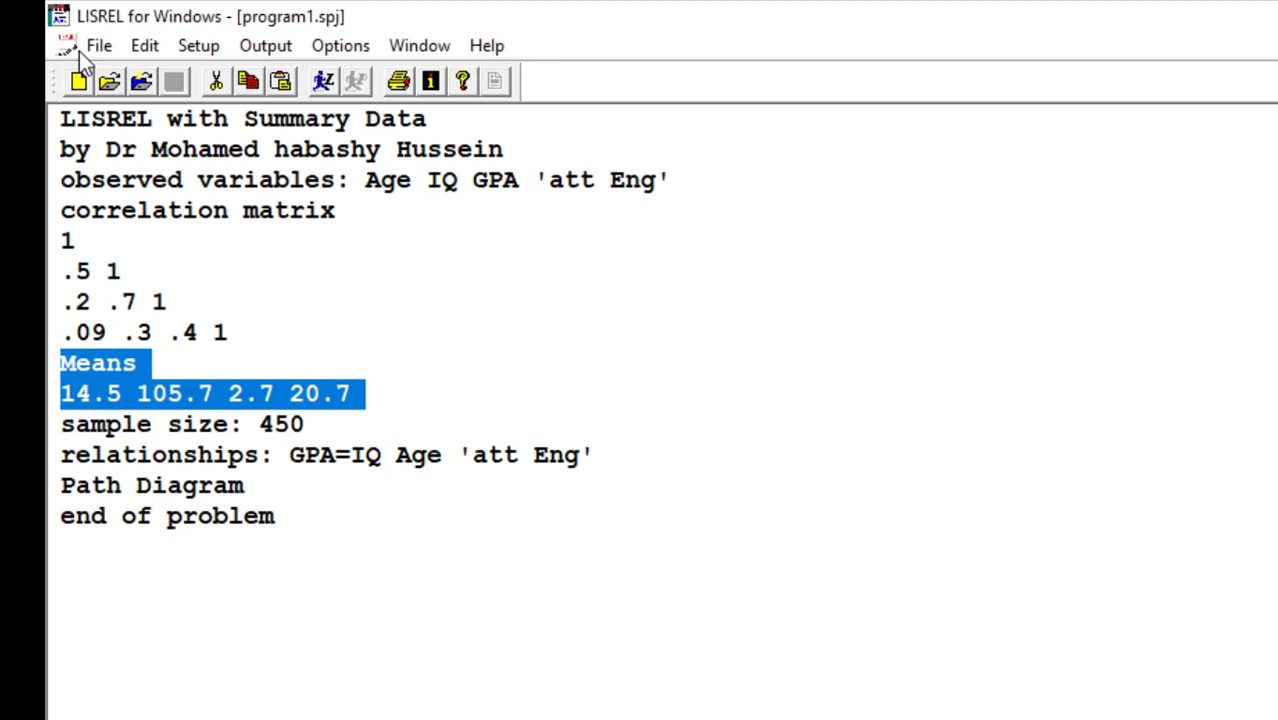 LISREL for Windows - [program1.spj]
File Edit Setup Output Options Window Help
LISREL with Summary Data
by Dr Mohamed habashy Hussein
observed variables: Age IQ GPA 'att Eng'
correlation matrix
1
.5 1
.2 .7 1
.09 .3 .4 1
Means
14.5 105.7 2.7 20.7
sample size: 450
relationships: GPA=IQ Age 'att Eng'
Path Diagram
end of problem